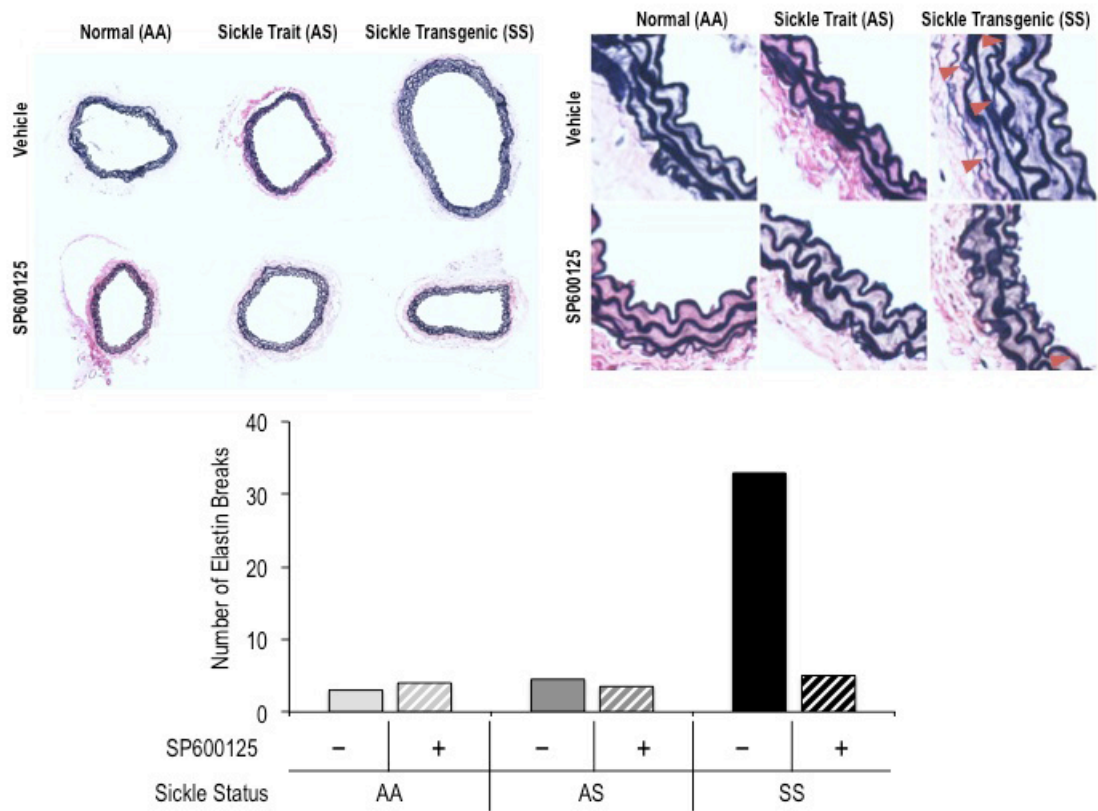 Normal (AA) Sickle Trait (AS) Sickle Transgenic (SS)
Vehicle
SP600125
Normal (AA) Sickle Trait (AS) Sickle Transgenic (SS)
Vehicle
SP600125
Number of Elastin Breaks
40
30
20
10
0
SP600125 − + − + − +
Sickle Status AA AS SS